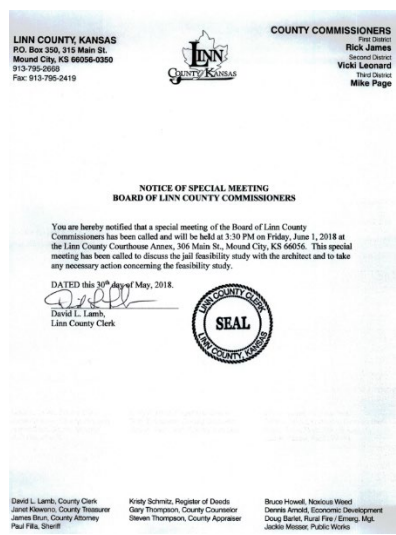 LINN COUNTY, KANSAS
P.O. Box 350, 315 Main St.
Mound City, KS 66056-0350
913-795-2668
Fax: 913-795-2419
LINN
COUNTY KANSAS
COUNTY COMMISSIONERS
First District
Rick James
Second District
Vicki Leonard
Third District
Mike Page
NOTICE OF SPECIAL MEETING
BOARD OF LINN COUNTY COMMISSIONERS
You are hereby notified that a special meeting of the Board of Linn County
Commissioners has been called and will be held at 3:30 PM on Friday, June 1, 2018 at
the Linn County Courthouse Annex, 306 Main St., Mound City, KS 66056. This special
meeting has been called to discuss the jail feasibility study with the architect and to take
any necessary action concerning the feasibility study.
DATED this 30th day of May, 2018.
David L. Lamb,
Linn County Clerk
LINN COUNTY CLERK
SEAL
LINN COUNTY, KANSAS
David L. Lamb, County Clerk
Janet Kleweno, County Treasurer
James Brun, County Attorney
Paul Filla, Sheriff
Kristy Schmitz, Register of Deeds
Gary Thompson, County Counselor
Steven Thompson, County Appraiser
Bruce Howell, Noxious Weed
Dennis Arnold, Economic Development
Doug Barlet, Rural Fire / Emerg. Mgt.
Jackie Messer, Public Works